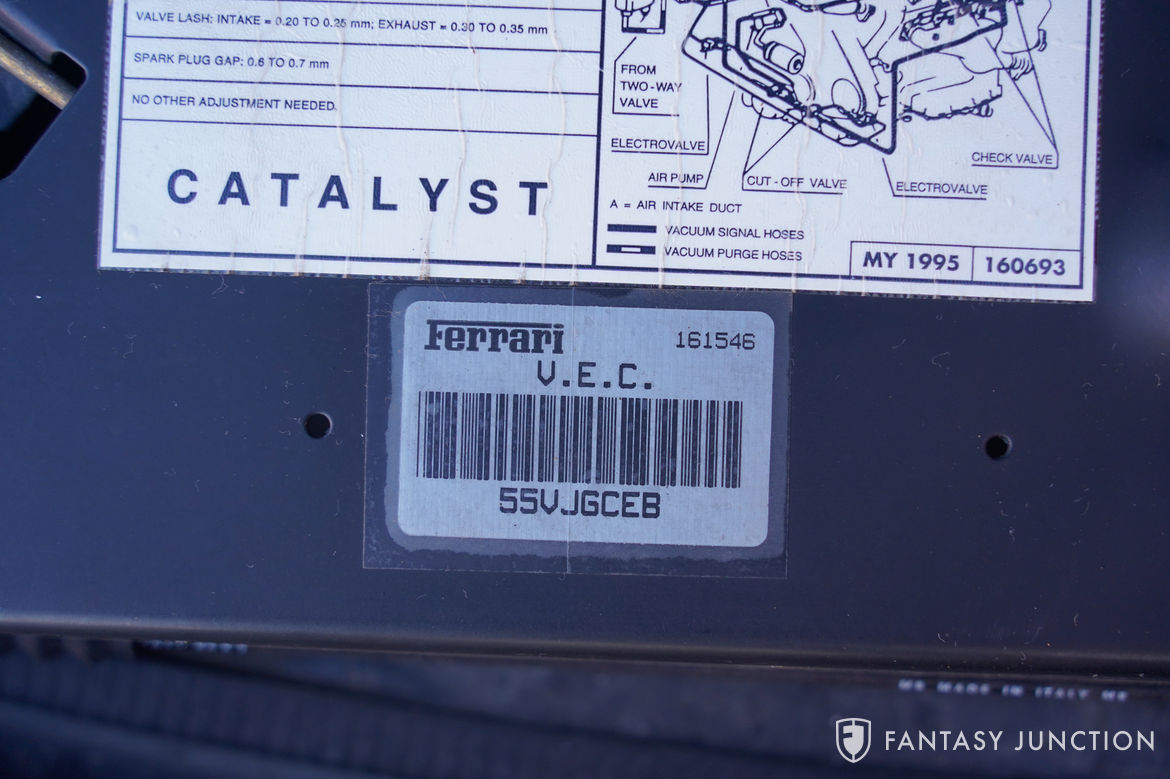 VALVE LASH: INTAKE = 0.20 TO 0.25 mm; EXHAUST = 0.30 TO 0.35 mm
SPARK PLUG GAP: 0.6 TO 0.7 mm
NO OTHER ADJUSTMENT NEEDED.
CATALYST
FROM
TWO-WAY
VALVE
ELECTROVALVE
AIR PUMP
CUT - OFF VALVE
ELECTROVALVE
CHECK VALVE
A = AIR INTAKE DUCT
VACUUM SIGNAL HOSES
VACUUM PURGE HOSES
MY 1995 160693
Ferrari 161546
V.E.C.
55VJGCEB
MADE IN ITALY
FANTASY JUNCTION